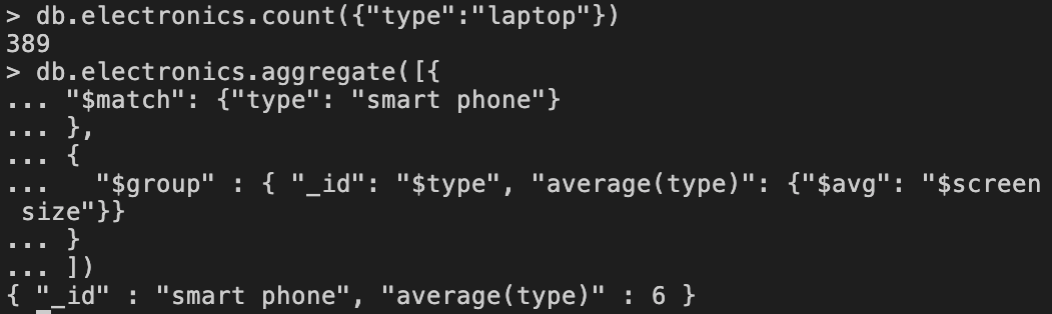 > db.electronics.count({"type":"laptop"})
389
> db.electronics.aggregate([{
... "$match": {"type": "smart phone"}
... },
... {
...   "$group" : { "_id": "$type", "average(type)": {"$avg": "$screen
 size"}}
... }
... ])
{ "_id" : "smart phone", "average(type)" : 6 }